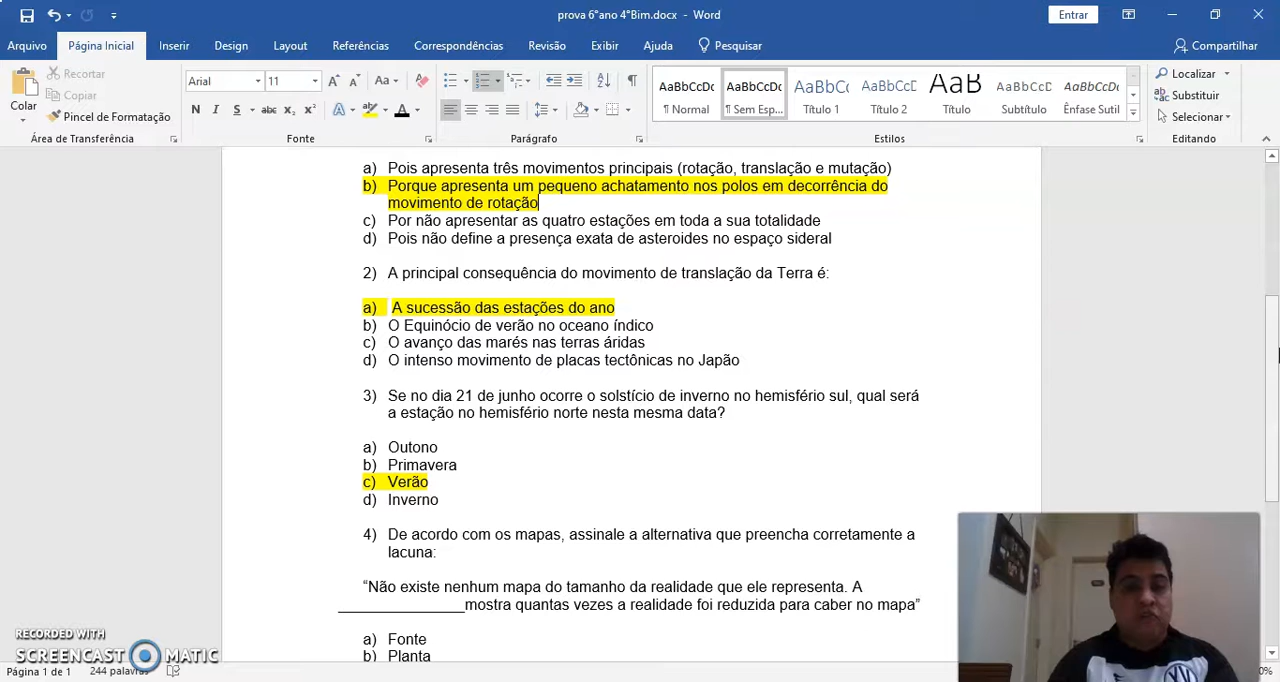 prova 6°ano 4°Bim.docx - Word
Entrar
Arquivo Página Inicial Inserir Design Layout Referências Correspondências Revisão Exibir Ajuda Pesquisar Compartilhar
Colar
Recortar
Copiar
Pincel de Formatação
Área de Transferência
Arial 11
Aa
N I S abc x₂ x²
Fonte
Parágrafo
AaBbCcDc AaBbCcDc AaBbCc AaBbCcC AaB AaBbCcD AaBbCcDc
¶ Normal ¶ Sem Esp... Título 1 Título 2 Título Subtítulo Ênfase Sutil
Estilos
Localizar
Substituir
Selecionar
Editando
a) Pois apresenta três movimentos principais (rotação, translação e mutação)
b) Porque apresenta um pequeno achatamento nos polos em decorrência do
movimento de rotação
c) Por não apresentar as quatro estações em toda a sua totalidade
d) Pois não define a presença exata de asteroides no espaço sideral
2) A principal consequência do movimento de translação da Terra é:
a) A sucessão das estações do ano
b) O Equinócio de verão no oceano índico
c) O avanço das marés nas terras áridas
d) O intenso movimento de placas tectônicas no Japão
3) Se no dia 21 de junho ocorre o solstício de inverno no hemisfério sul, qual será
a estação no hemisfério norte nesta mesma data?
a) Outono
b) Primavera
c) Verão
d) Inverno
4) De acordo com os mapas, assinale a alternativa que preencha corretamente a
lacuna:
“Não existe nenhum mapa do tamanho da realidade que ele representa. A
_______________mostra quantas vezes a realidade foi reduzida para caber no mapa”
a) Fonte
b) Planta
RECORDED WITH
SCREENCAST MATIC
Página 1 de 1 244 palavras